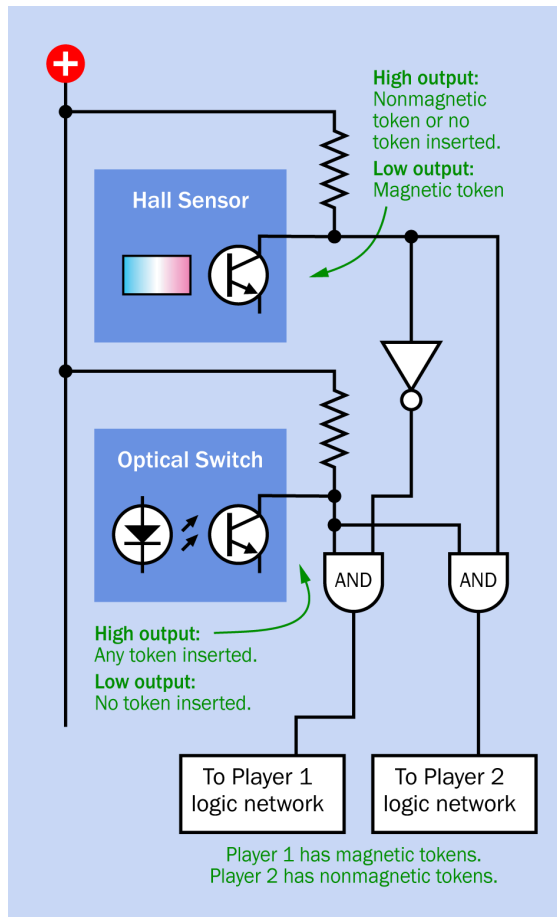 +
High output:
Nonmagnetic
token or no
token inserted.
Low output:
Magnetic token
Hall Sensor
Optical Switch
AND
AND
High output:
Any token inserted.
Low output:
No token inserted.
To Player 1
logic network
To Player 2
logic network
Player 1 has magnetic tokens.
Player 2 has nonmagnetic tokens.